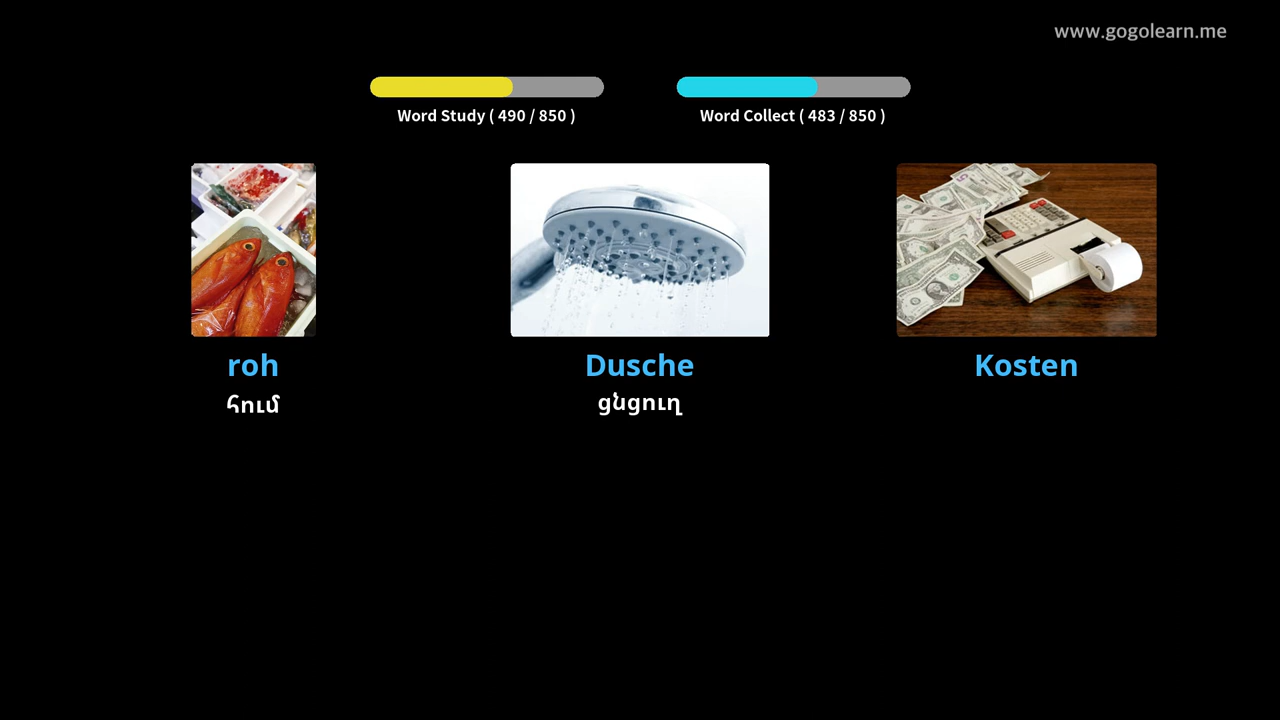 www.gogolearn.me
Word Study ( 490 / 850 )
Word Collect ( 483 / 850 )
roh
Dusche
Kosten
հում
ցնցուղ